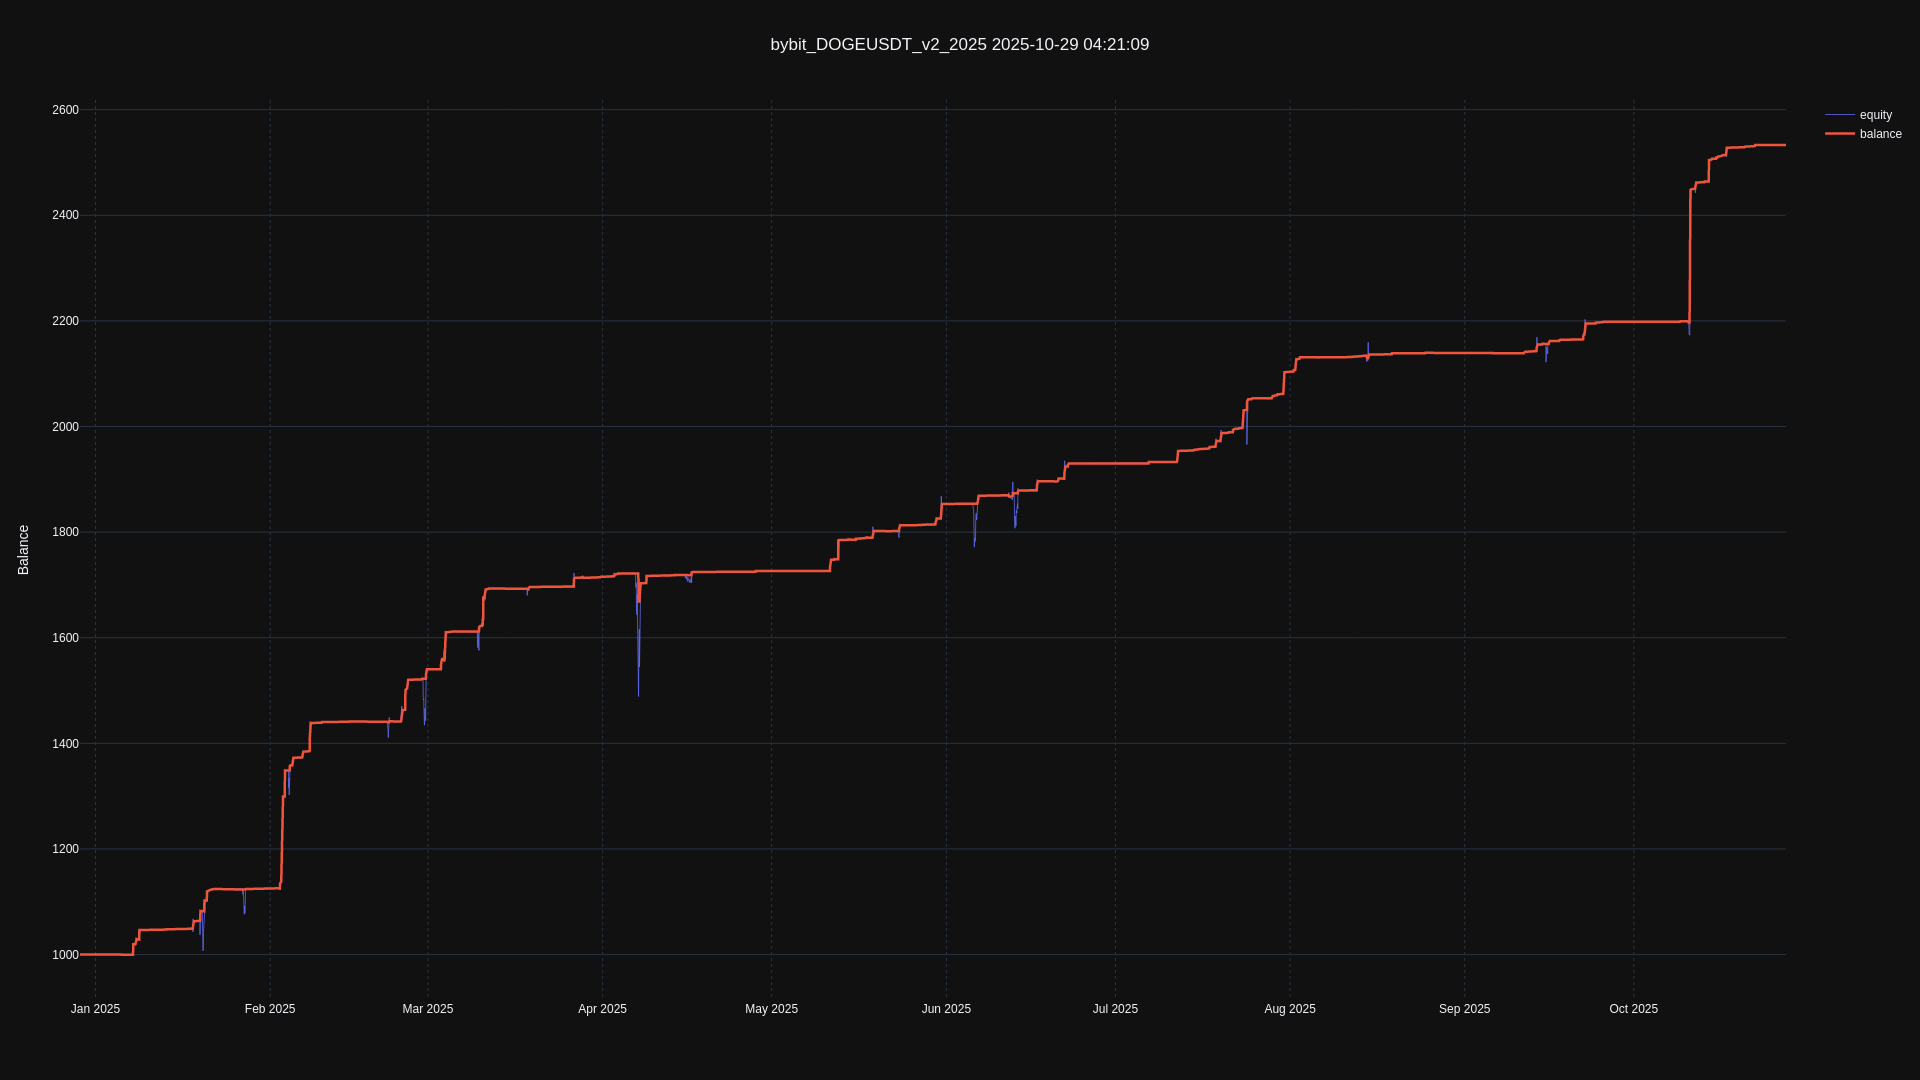 bybit_DOGEUSDT_v2_2025 2025-10-29 04:21:09
equity
balance
2600
2400
2200
2000
1800
1600
1400
1200
1000
Balance
Jan 2025
Feb 2025
Mar 2025
Apr 2025
May 2025
Jun 2025
Jul 2025
Aug 2025
Sep 2025
Oct 2025